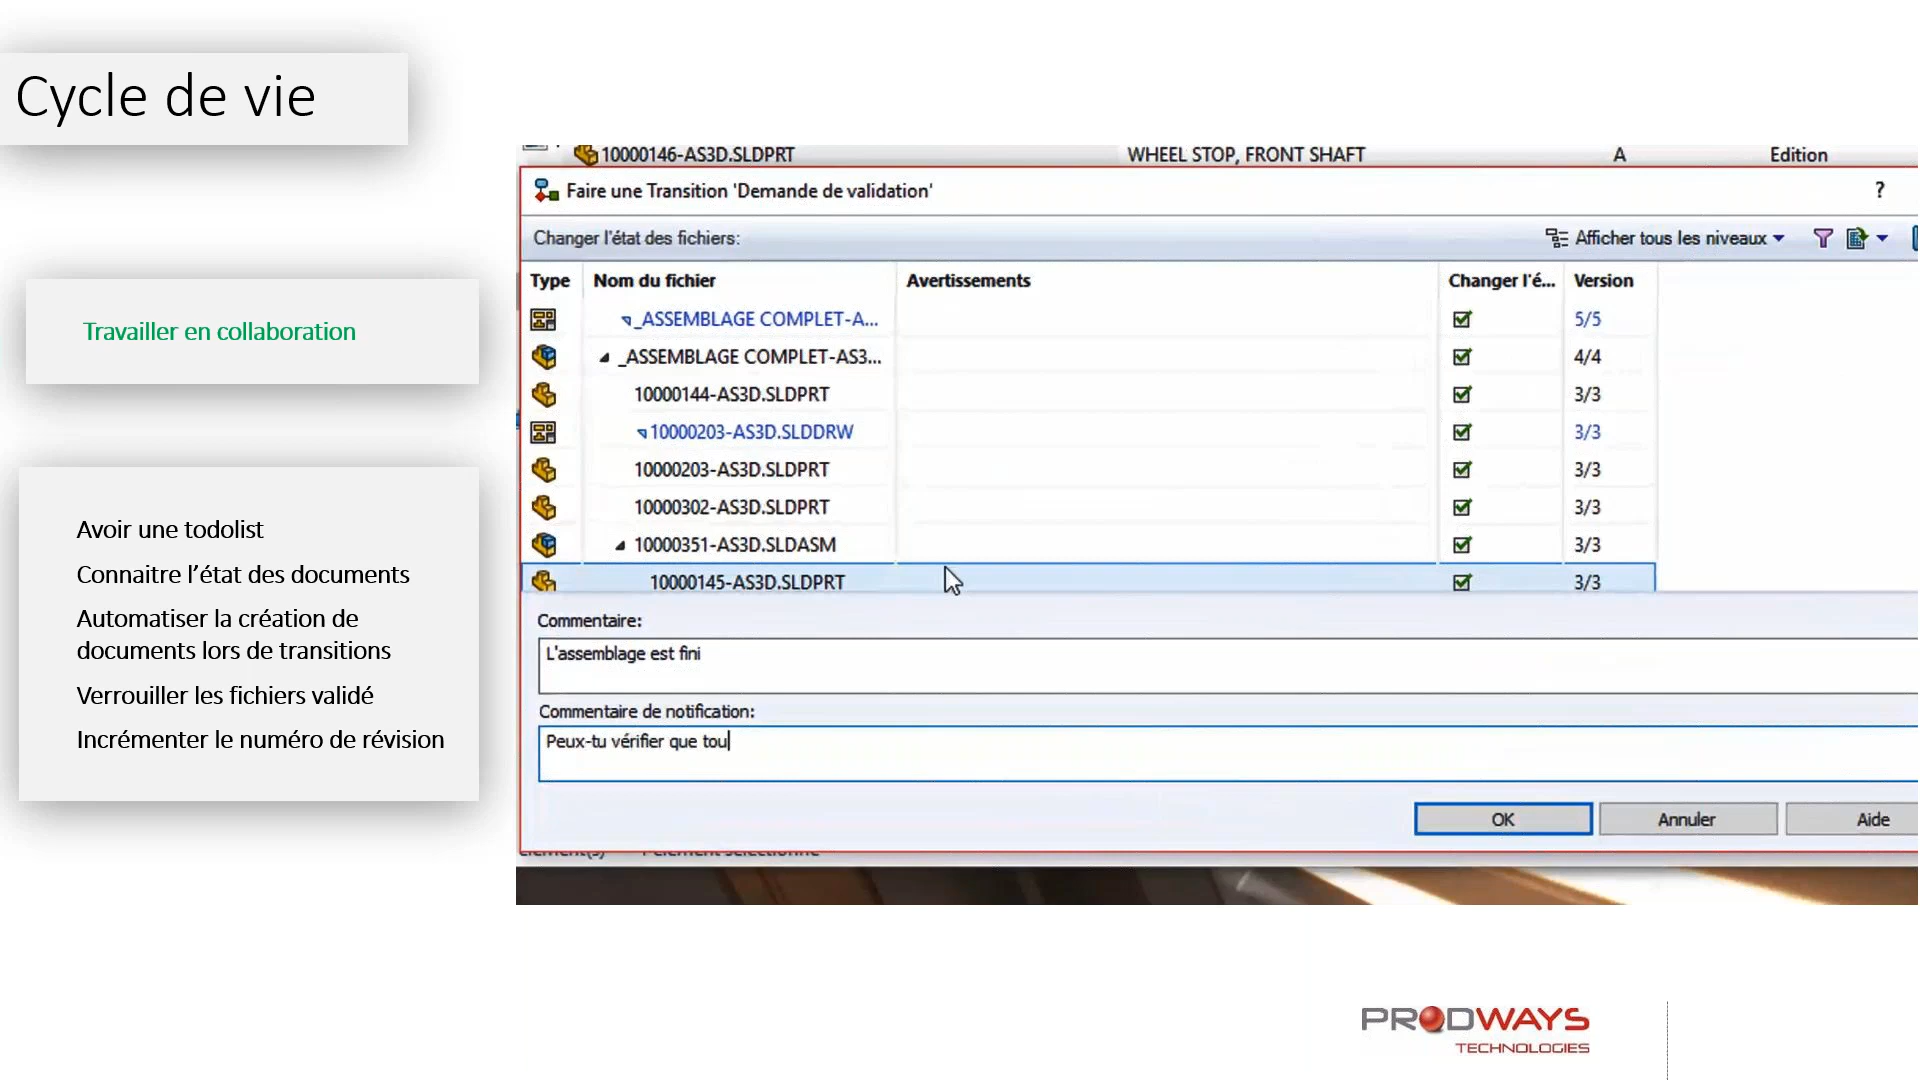 Cycle de vie
Travailler en collaboration
Avoir une todolist
Connaitre l’état des documents
Automatiser la création de
documents lors de transitions
Verrouiller les fichiers validé
Incrémenter le numéro de révision
10000146-AS3D.SLDPRT WHEEL STOP, FRONT SHAFT A Edition
Faire une Transition 'Demande de validation' ?
Changer l'état des fichiers: Afficher tous les niveaux
Type Nom du fichier Avertissements Changer l'é... Version
_ASSEMBLAGE COMPLET-A... 5/5
_ASSEMBLAGE COMPLET-AS3... 4/4
10000144-AS3D.SLDPRT 3/3
10000203-AS3D.SLDDRW 3/3
10000203-AS3D.SLDPRT 3/3
10000302-AS3D.SLDPRT 3/3
10000351-AS3D.SLDASM 3/3
10000145-AS3D.SLDPRT 3/3
Commentaire:
L'assemblage est fini
Commentaire de notification:
Peux-tu vérifier que tou
OK Annuler Aide
PRODWAYS
TECHNOLOGIES